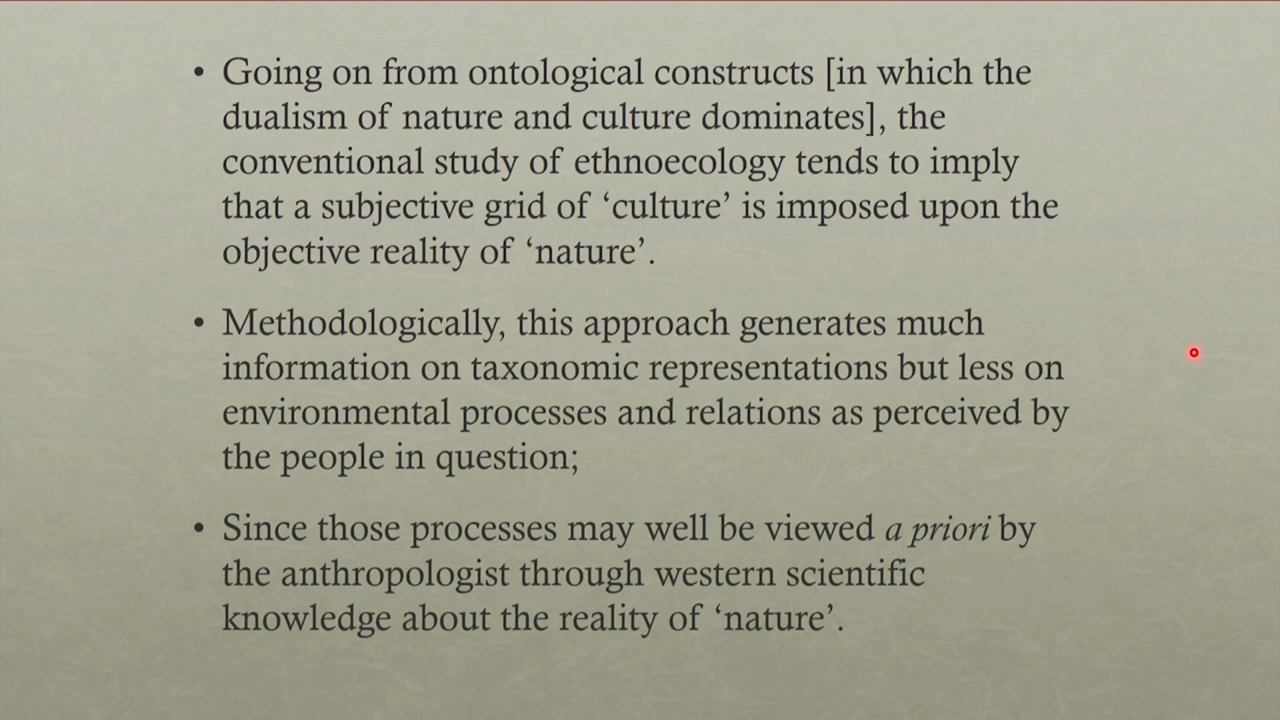 • Going on from ontological constructs [in which the
dualism of nature and culture dominates], the
conventional study of ethnoecology tends to imply
that a subjective grid of ‘culture’ is imposed upon the
objective reality of ‘nature’.
• Methodologically, this approach generates much
information on taxonomic representations but less on
environmental processes and relations as perceived by
the people in question;
• Since those processes may well be viewed a priori by
the anthropologist through western scientific
knowledge about the reality of ‘nature’.